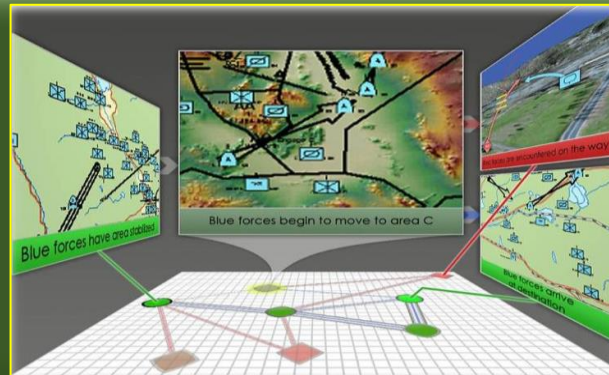 Blue forces have area stabilized
Blue forces begin to move to area C
forces are encountered on the way
Blue forces arrive
at destination